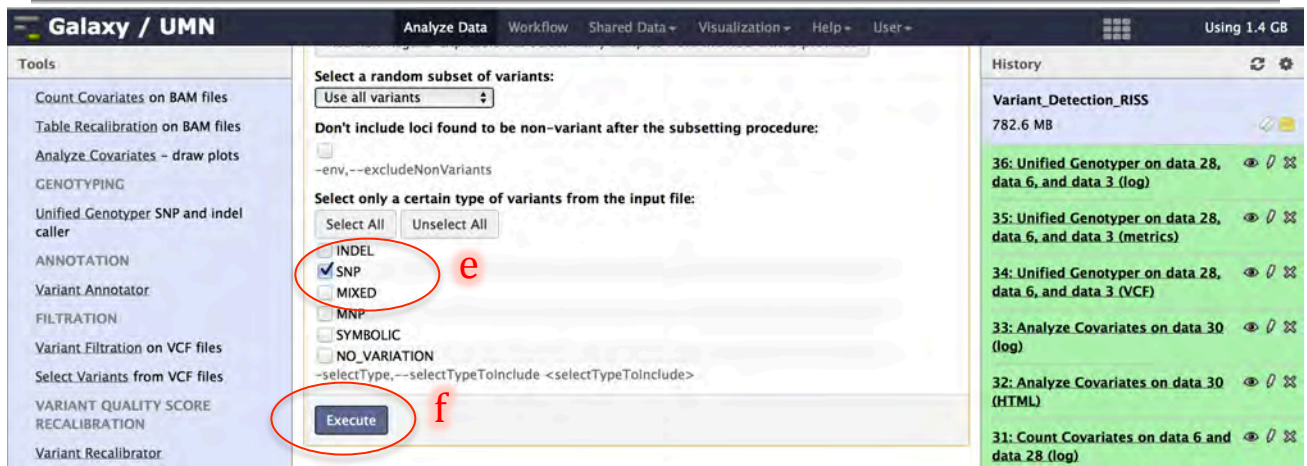 Galaxy / UMN
Analyze Data Workflow Shared Data Visualization Help User
Using 1.4 GB
Tools
Count Covariates on BAM files
Table Recalibration on BAM files
Analyze Covariates - draw plots
GENOTYPING
Unified Genotyper SNP and indel
caller
ANNOTATION
Variant Annotator
FILTRATION
Variant Filtration on VCF files
Select Variants from VCF files
VARIANT QUALITY SCORE
RECALIBRATION
Variant Recalibrator
Select a random subset of variants:
Use all variants
Don't include loci found to be non-variant after the subsetting procedure:
-env,--excludeNonVariants
Select only a certain type of variants from the input file:
Select All Unselect All
INDEL
SNP
MIXED
MNP
SYMBOLIC
NO_VARIATION
-selectType,--selectTypeToInclude <selectTypeToInclude>
Execute
e
f
History
Variant_Detection_RISS
782.6 MB
36: Unified Genotyper on data 28,
data 6, and data 3 (log)
35: Unified Genotyper on data 28,
data 6, and data 3 (metrics)
34: Unified Genotyper on data 28,
data 6, and data 3 (VCF)
33: Analyze Covariates on data 30
(log)
32: Analyze Covariates on data 30
(HTML)
31: Count Covariates on data 6 and
data 28 (log)